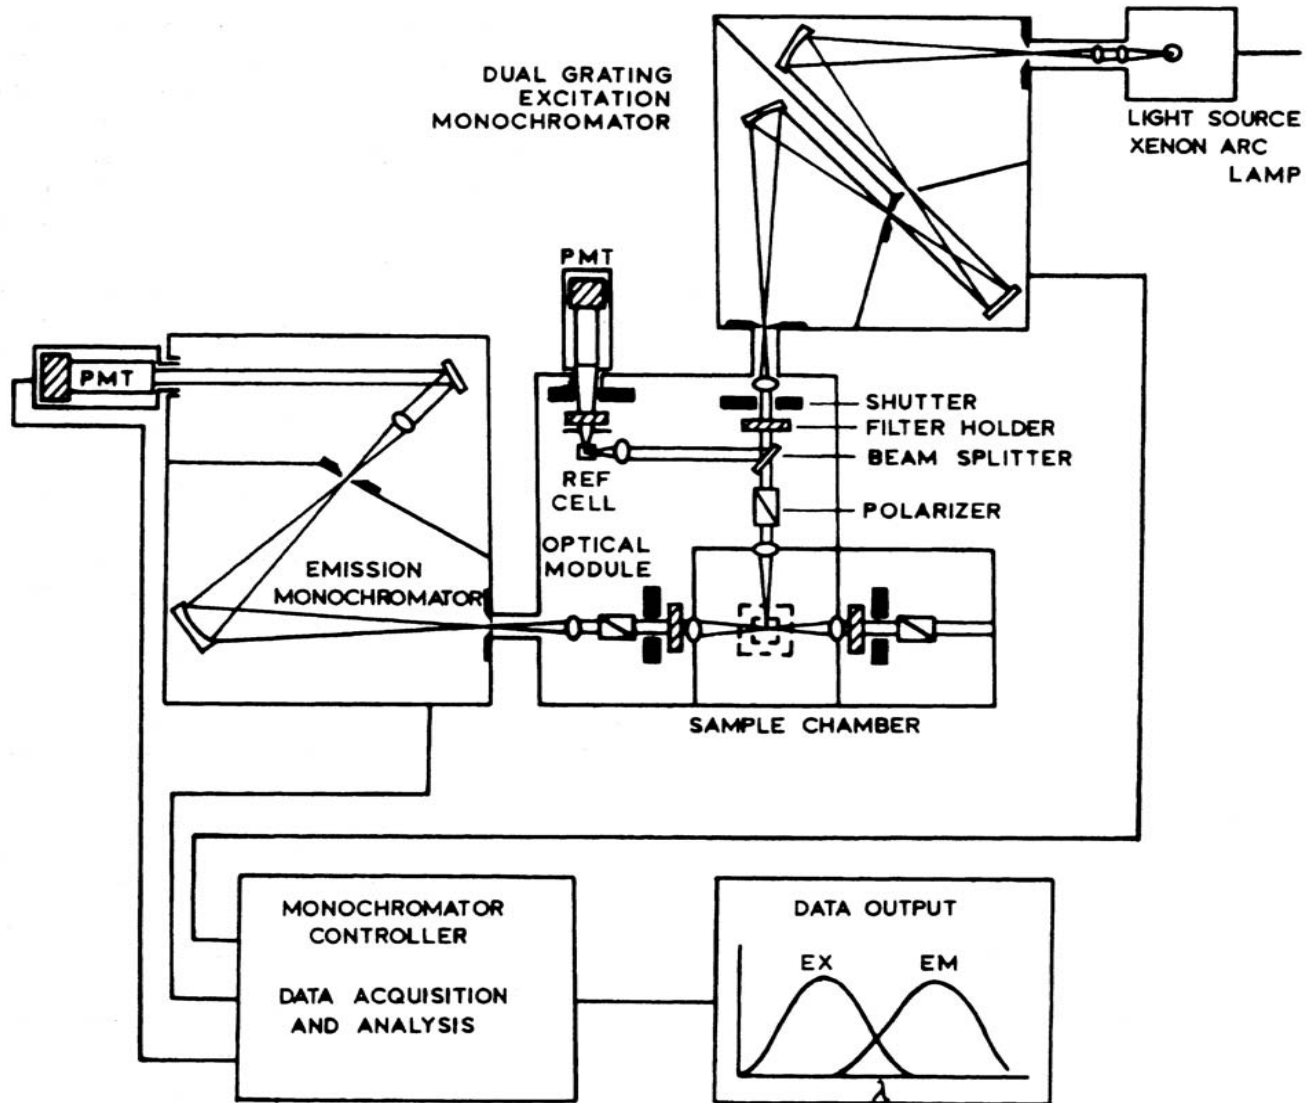 DUAL GRATING
EXCITATION
MONOCHROMATOR
LIGHT SOURCE
XENON ARC
LAMP
PMT
PMT
SHUTTER
FILTER HOLDER
BEAM SPLITTER
REF
CELL
POLARIZER
OPTICAL
MODULE
EMISSION
MONOCHROMATOR
SAMPLE CHAMBER
MONOCHROMATOR
CONTROLLER
DATA ACQUISITION
AND ANALYSIS
DATA OUTPUT
EX
EM
λ